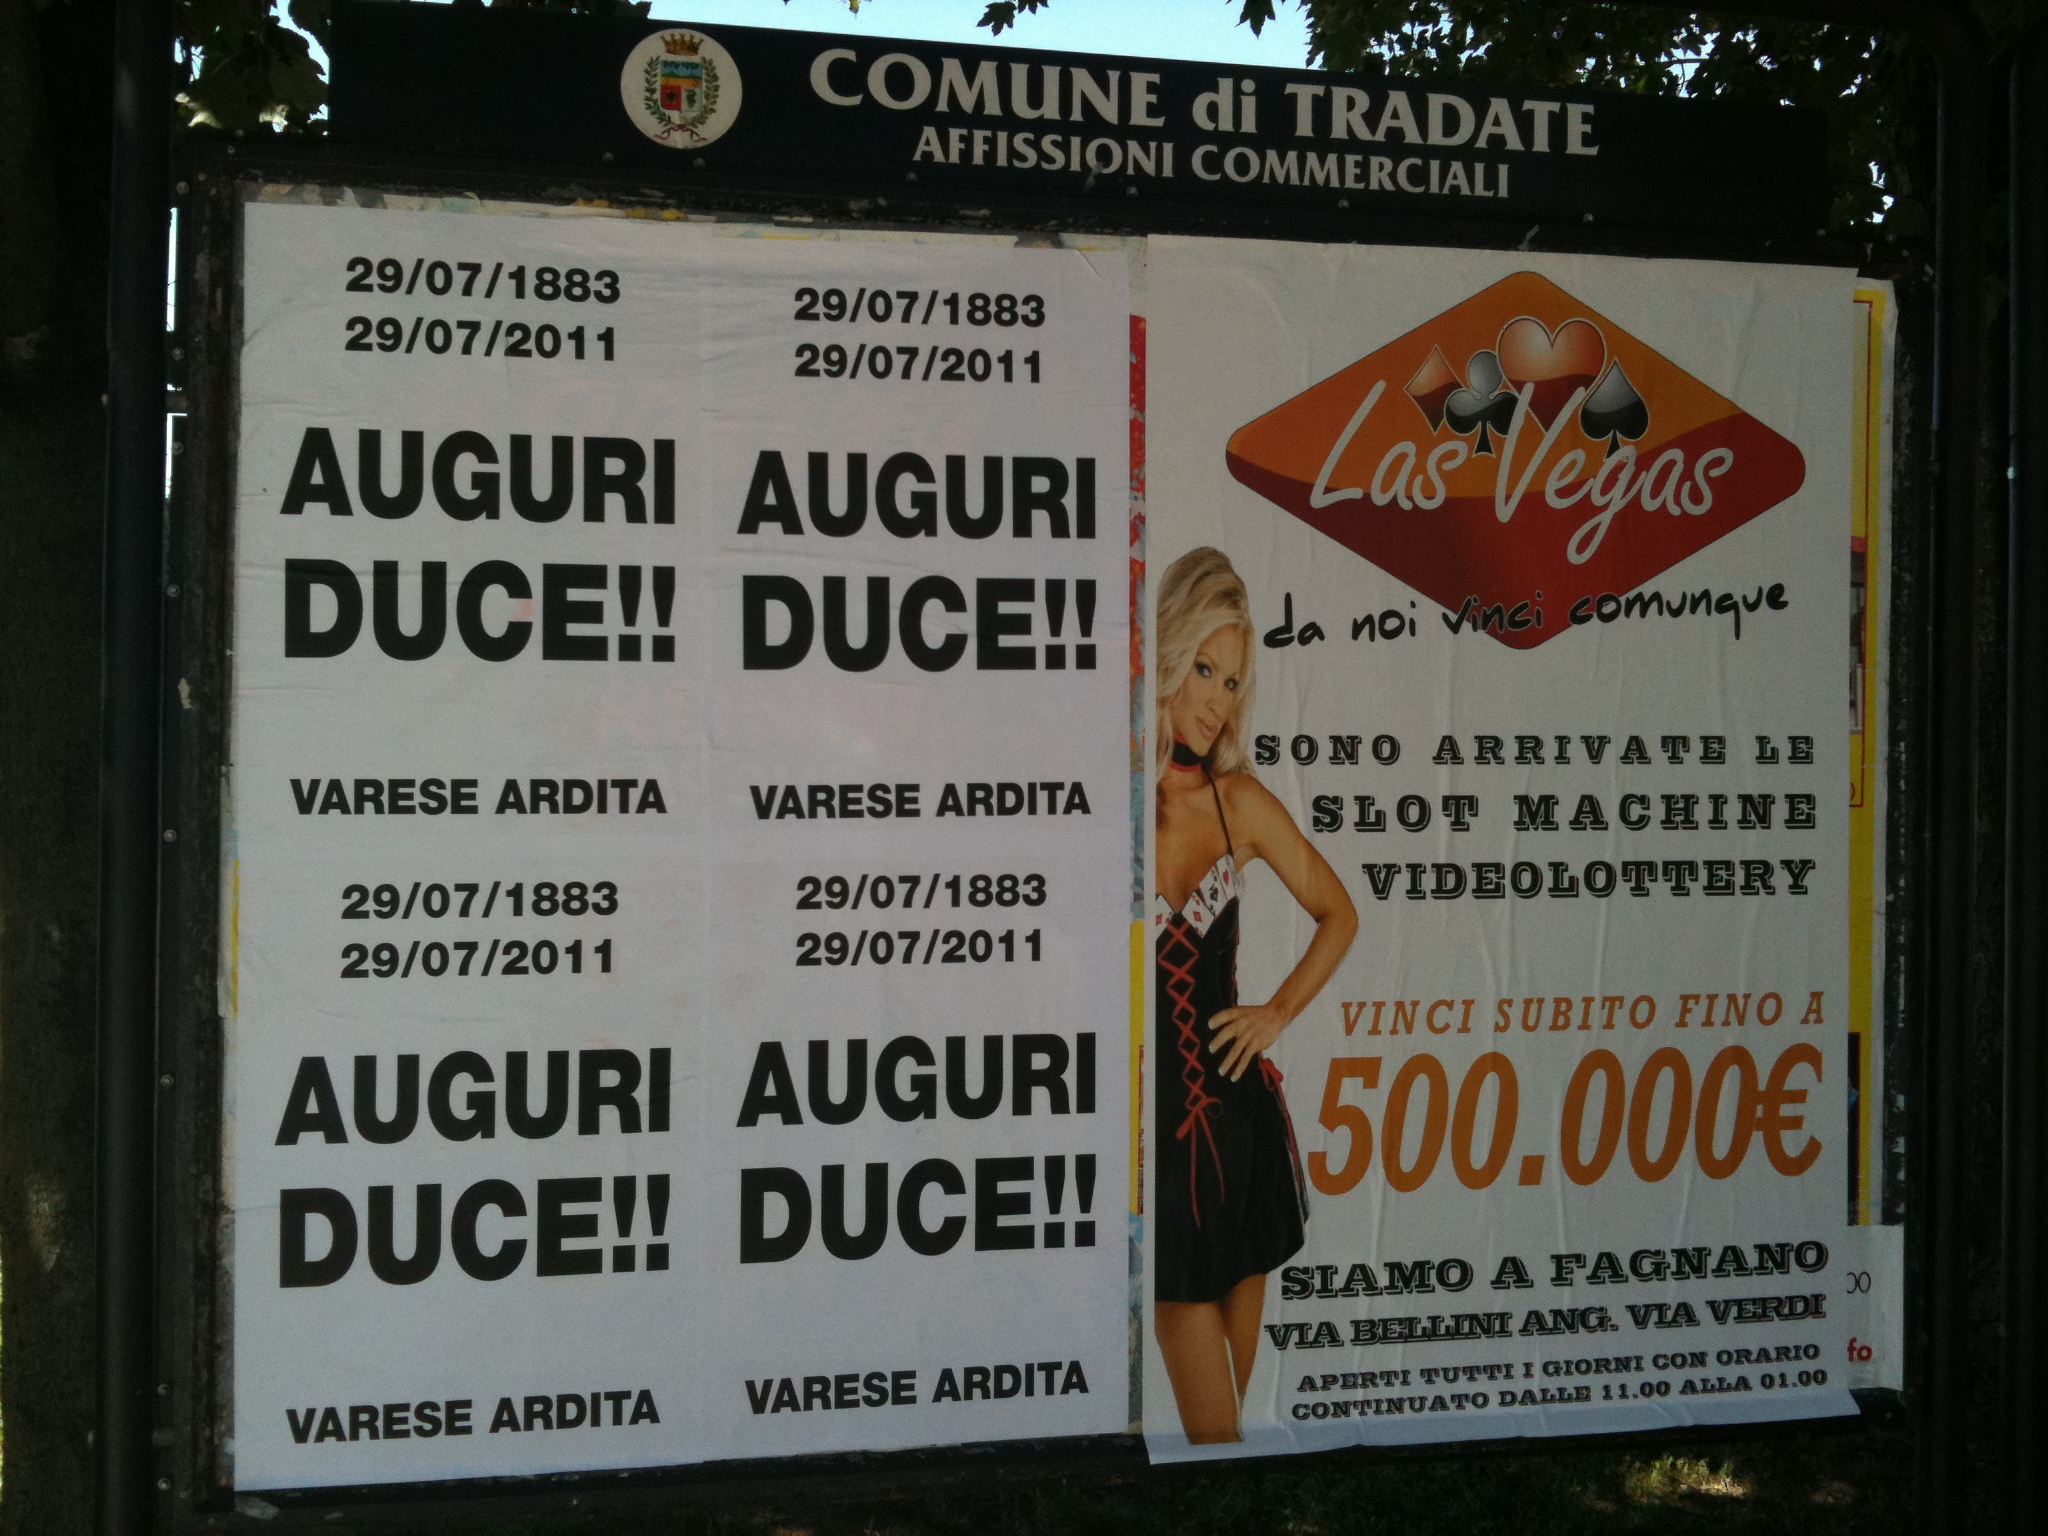 COMUNE di TRADATE
AFFISSIONI COMMERCIALI
29/07/1883
29/07/2011
AUGURI
DUCE!!
VARESE ARDITA
29/07/1883
29/07/2011
AUGURI
DUCE!!
VARESE ARDITA
29/07/1883
29/07/2011
AUGURI
DUCE!!
VARESE ARDITA
29/07/1883
29/07/2011
AUGURI
DUCE!!
VARESE ARDITA
Las Vegas
da noi vinci comunque
SONO ARRIVATE LE
SLOT MACHINE
VIDEOLOTTERY
VINCI SUBITO FINO A
500.000€
SIAMO A FAGNANO
VIA BELLINI ANG. VIA VERDI
APERTI TUTTI I GIORNI CON ORARIO
CONTINUATO DALLE 11.00 ALLA 01.00
fo